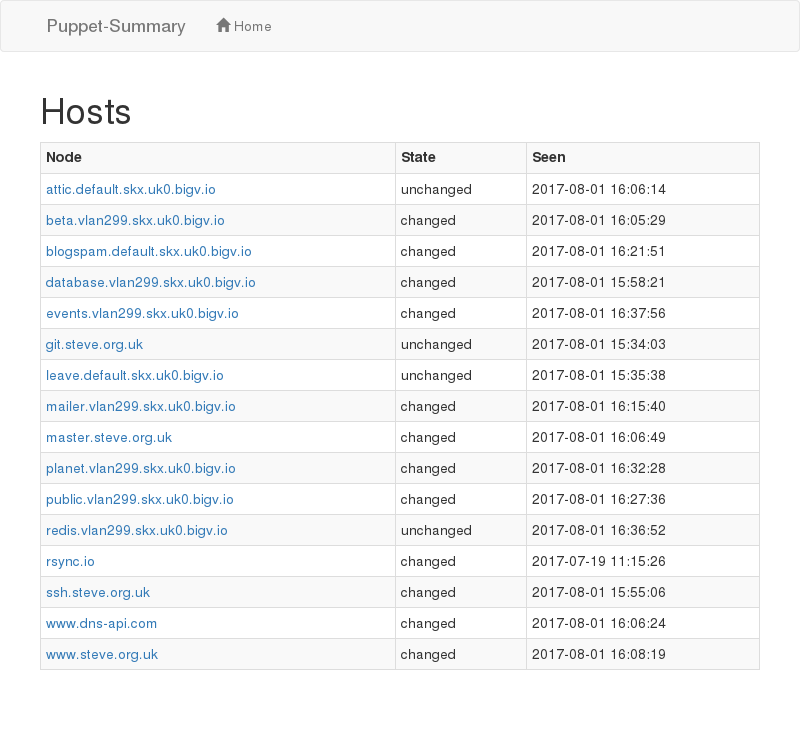 Puppet-Summary Home
Hosts
Node State Seen
attic.default.skx.uk0.bigv.io unchanged 2017-08-01 16:06:14
beta.vlan299.skx.uk0.bigv.io changed 2017-08-01 16:05:29
blogspam.default.skx.uk0.bigv.io changed 2017-08-01 16:21:51
database.vlan299.skx.uk0.bigv.io changed 2017-08-01 15:58:21
events.vlan299.skx.uk0.bigv.io changed 2017-08-01 16:37:56
git.steve.org.uk unchanged 2017-08-01 15:34:03
leave.default.skx.uk0.bigv.io unchanged 2017-08-01 15:35:38
mailer.vlan299.skx.uk0.bigv.io changed 2017-08-01 16:15:40
master.steve.org.uk changed 2017-08-01 16:06:49
planet.vlan299.skx.uk0.bigv.io changed 2017-08-01 16:32:28
public.vlan299.skx.uk0.bigv.io changed 2017-08-01 16:27:36
redis.vlan299.skx.uk0.bigv.io unchanged 2017-08-01 16:36:52
rsync.io changed 2017-07-19 11:15:26
ssh.steve.org.uk changed 2017-08-01 15:55:06
www.dns-api.com changed 2017-08-01 16:06:24
www.steve.org.uk changed 2017-08-01 16:08:19